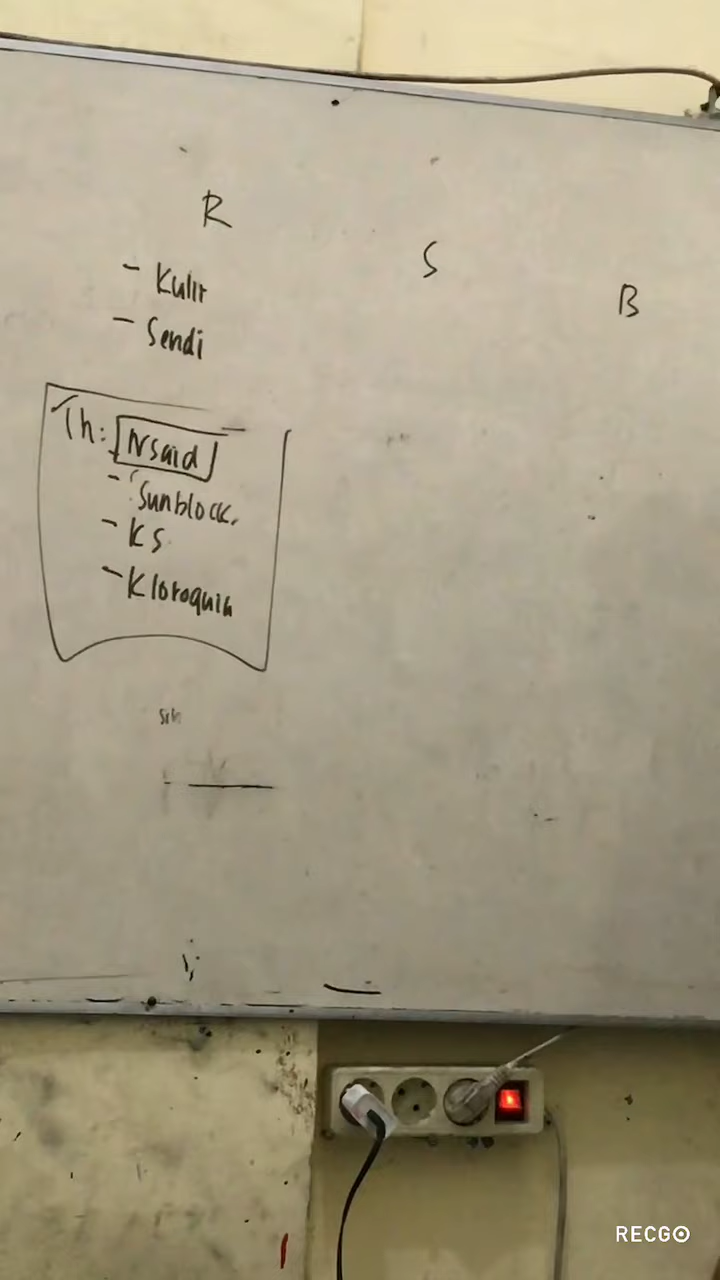 R
S
B
- Kulit
- Sendi
Th: Nsaid
- Sunblock.
- KS
- Kloroquin
RECGO